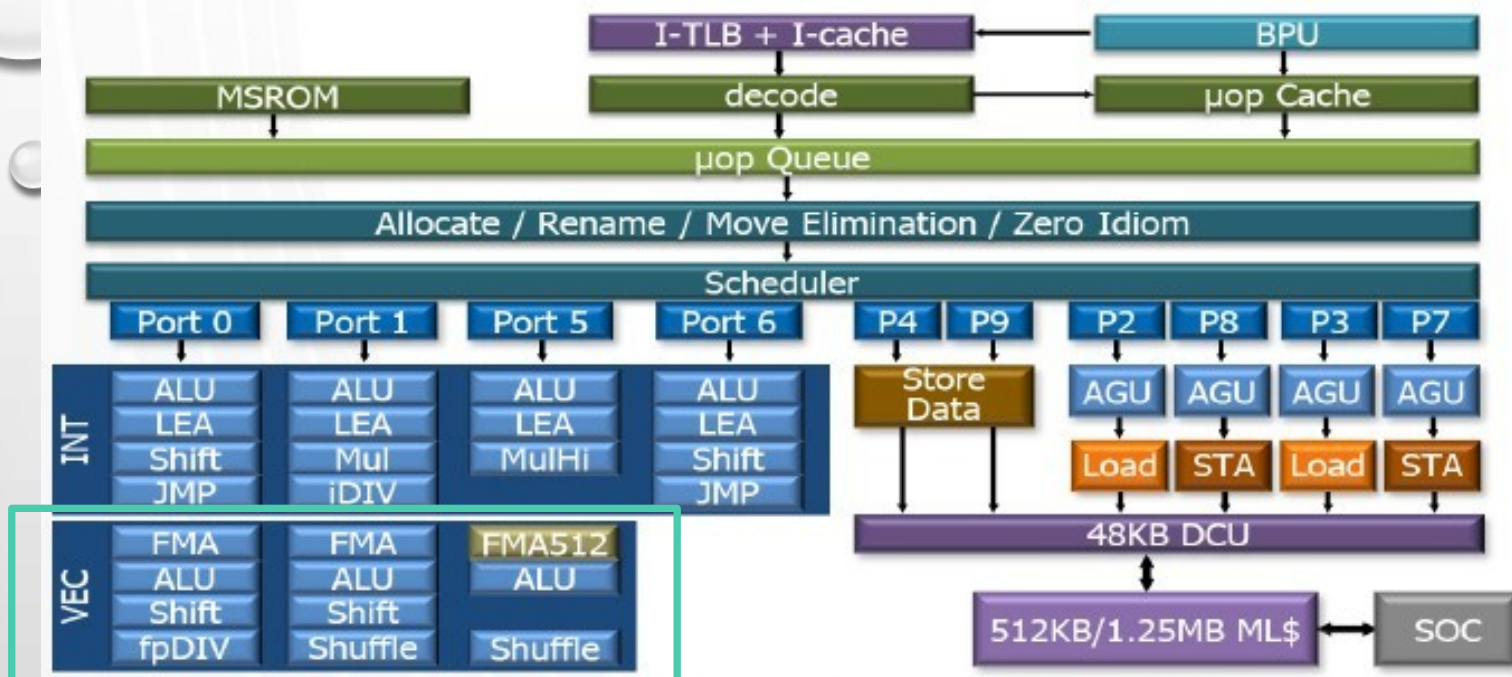 I-TLB + I-cache
BPU
MSROM
decode
µop Cache
µop Queue
Allocate / Rename / Move Elimination / Zero Idiom
Scheduler
Port 0 Port 1 Port 5 Port 6 P4 P9 P2 P8 P3 P7
INT
ALU ALU ALU ALU
LEA LEA LEA LEA
Shift Mul MulHi Shift
JMP iDIV JMP
Store
Data
AGU AGU AGU AGU
Load STA Load STA
48KB DCU
VEC
FMA FMA FMA512
ALU ALU ALU
Shift Shift
fpDIV Shuffle Shuffle
512KB/1.25MB ML$
SOC